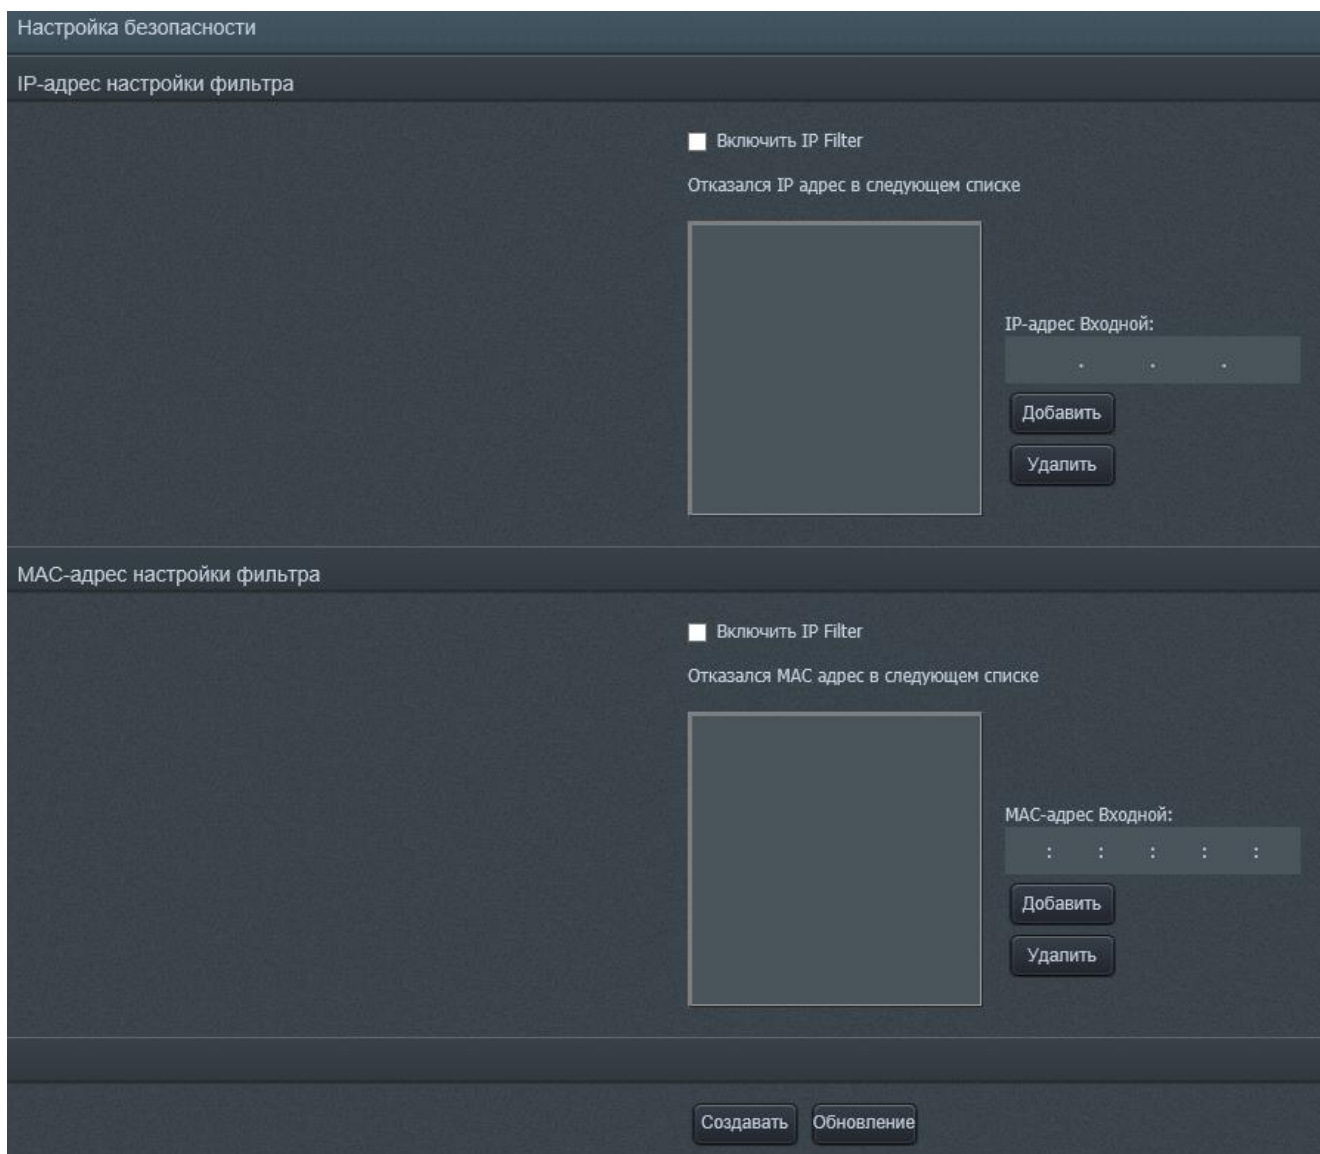 Настройка безопасности
IP-адрес настройки фильтра
Включить IP Filter
Отказался IP адрес в следующем списке
IP-адрес Входной:
. . .
Добавить
Удалить
MAC-адрес настройки фильтра
Включить IP Filter
Отказался MAC адрес в следующем списке
MAC-адрес Входной:
: : : : :
Добавить
Удалить
Создавать Обновление